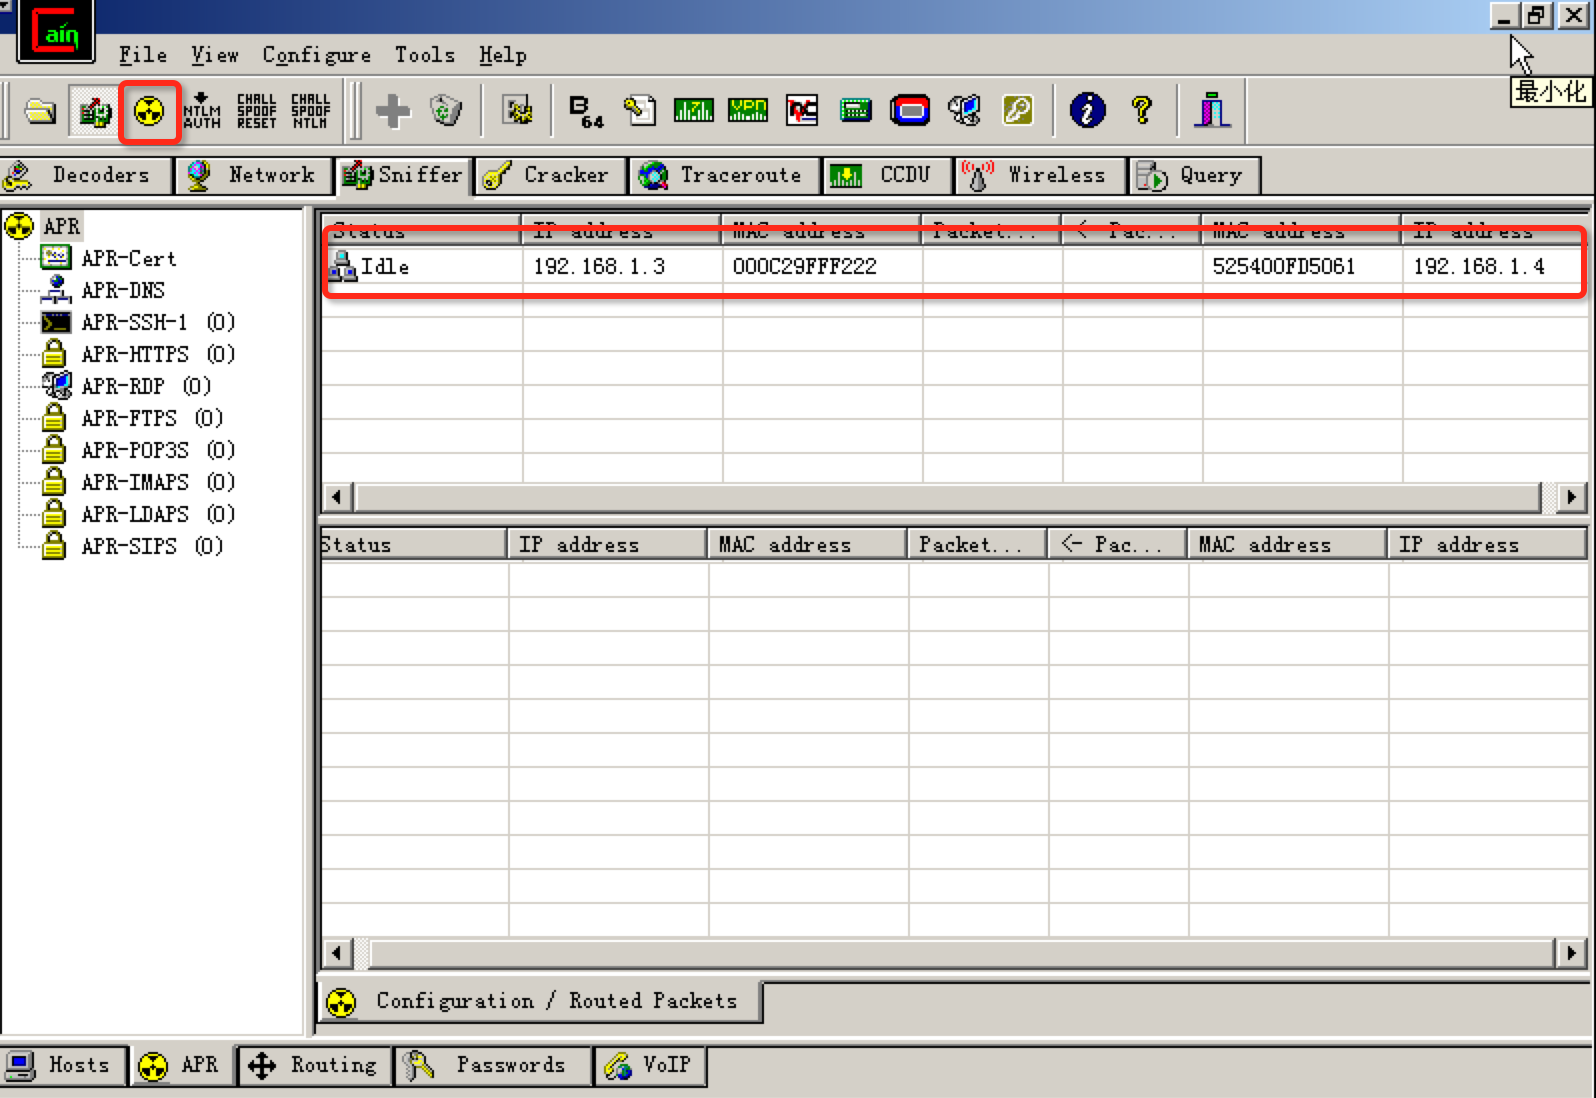 Cain
File View Configure Tools Help
最小化
NTLM AUTH
CHALL SPOOF RESET
CHALL SPOOF NTLM
B 64
Decoders Network Sniffer Cracker Traceroute CCDU Wireless Query
APR
APR-Cert
APR-DNS
APR-SSH-1 (0)
APR-HTTPS (0)
APR-RDP (0)
APR-FTPS (0)
APR-POP3S (0)
APR-IMAPS (0)
APR-LDAPS (0)
APR-SIPS (0)
Status IP address MAC address Packet... <- Pac... MAC address IP address
Idle 192.168.1.3 000C29FFF222 525400FD5061 192.168.1.4
Status IP address MAC address Packet... <- Pac... MAC address IP address
Configuration / Routed Packets
Hosts APR Routing Passwords VoIP